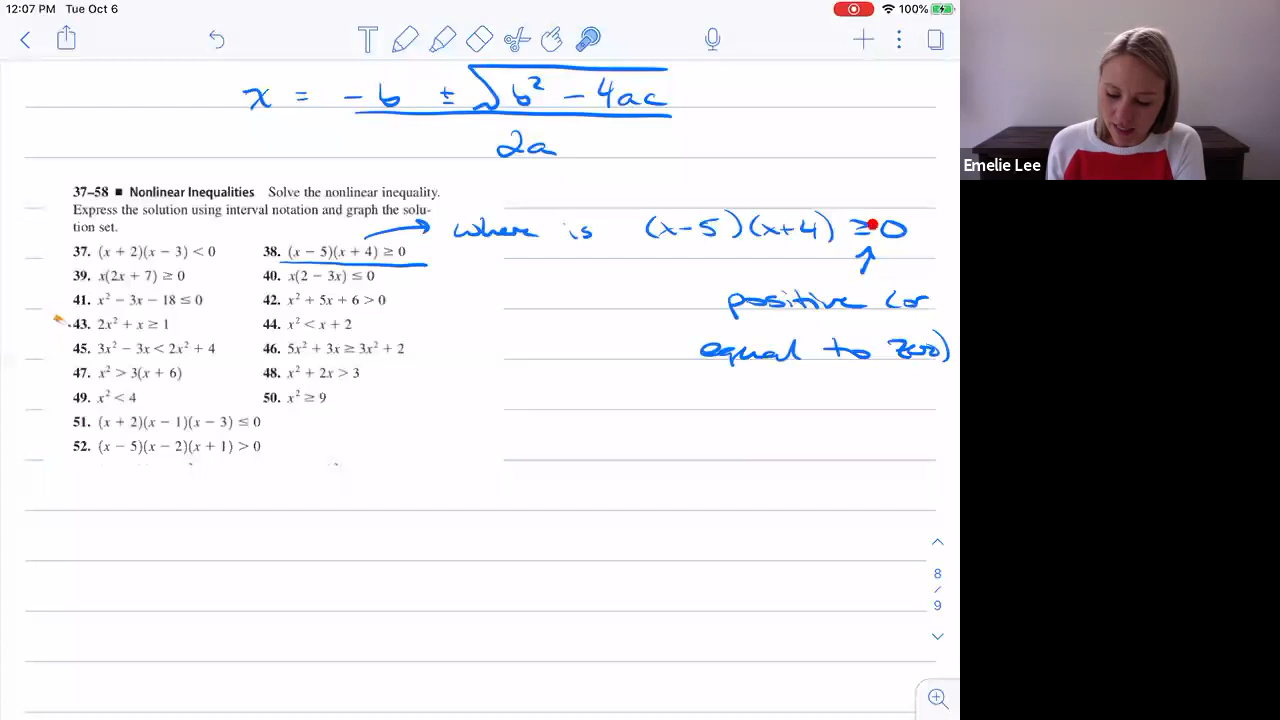 12:07 PM Tue Oct 6
100%
x = -b ± √b² - 4ac
2a
37–58 ■ Nonlinear Inequalities Solve the nonlinear inequality.
Express the solution using interval notation and graph the solu-
tion set.
where is (x-5)(x+4) ≥ 0
37. (x + 2)(x − 3) < 0 38. (x − 5)(x + 4) ≥ 0
39. x(2x + 7) ≥ 0 40. x(2 − 3x) ≤ 0
41. x² − 3x − 18 ≤ 0 42. x² + 5x + 6 > 0
positive (or
43. 2x² + x ≥ 1 44. x² < x + 2
45. 3x² − 3x < 2x² + 4 46. 5x² + 3x ≥ 3x² + 2
equal to zero)
47. x² > 3(x + 6) 48. x² + 2x > 3
49. x² < 4 50. x² ≥ 9
51. (x + 2)(x − 1)(x − 3) ≤ 0
52. (x − 5)(x − 2)(x + 1) > 0
8
/
9
Emelie Lee